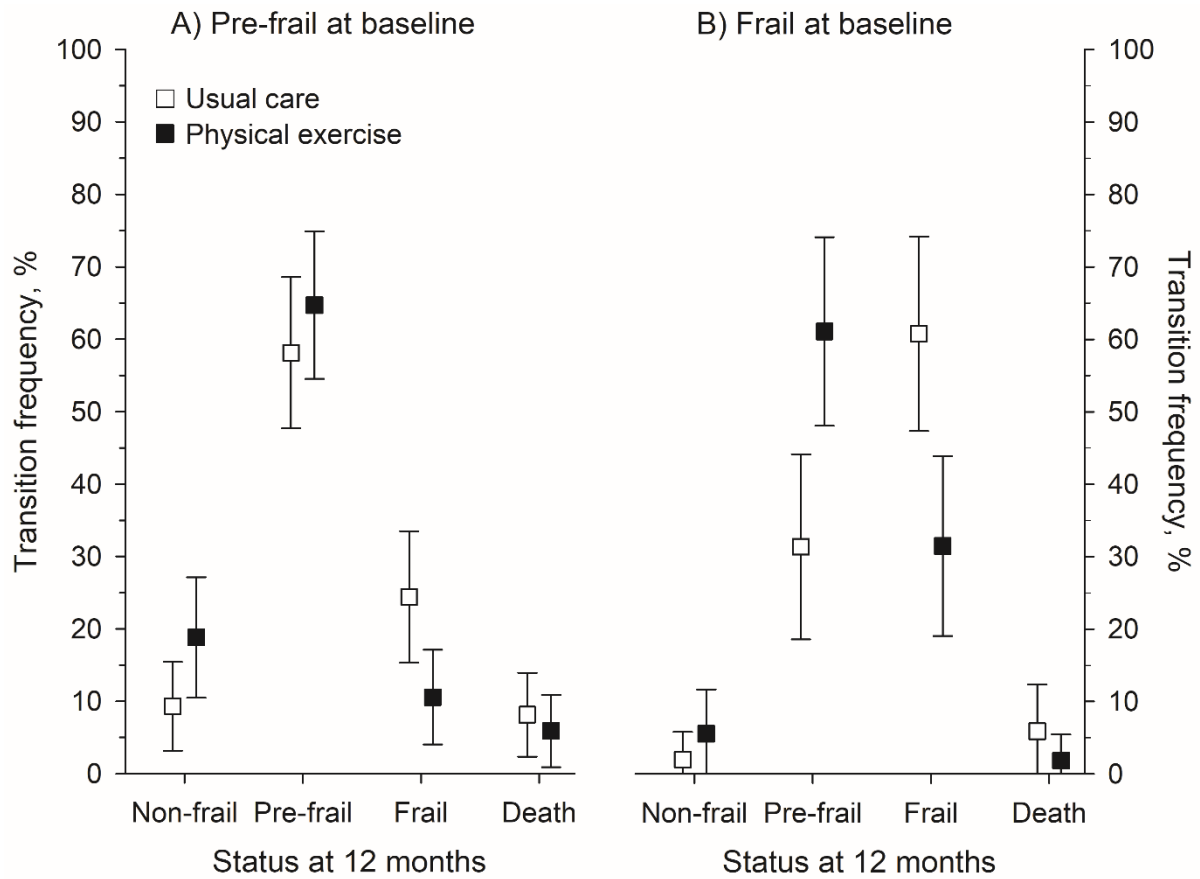 A) Pre-frail at baseline
B) Frail at baseline
Usual care
Physical exercise
Transition frequency, %
100
90
80
70
60
50
40
30
20
10
0
100
90
80
70
60
50
40
30
20
10
0
Transition frequency, %
Non-frail Pre-frail Frail Death
Non-frail Pre-frail Frail Death
Status at 12 months
Status at 12 months